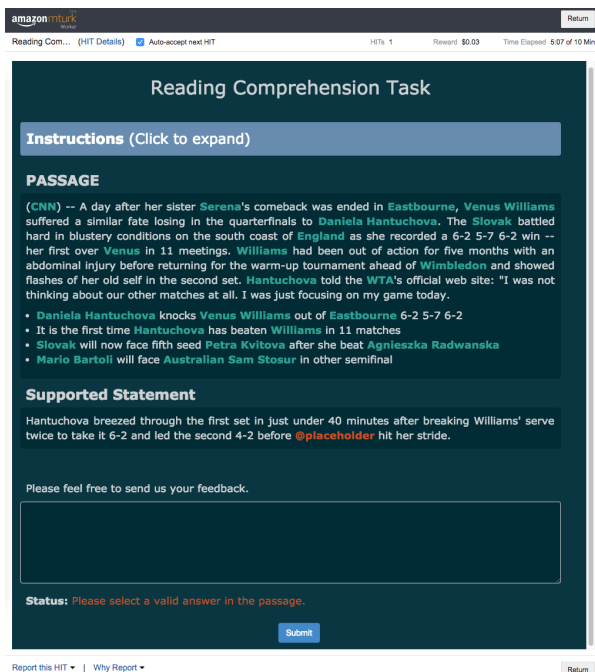 amazon mturk
Worker
Return
Reading Com... (HIT Details) Auto-accept next HIT HITs 1 Reward $0.03 Time Elapsed 5:07 of 10 Min
Reading Comprehension Task
Instructions (Click to expand)
PASSAGE
(CNN) -- A day after her sister Serena's comeback was ended in Eastbourne, Venus Williams
suffered a similar fate losing in the quarterfinals to Daniela Hantuchova. The Slovak battled
hard in blustery conditions on the south coast of England as she recorded a 6-2 5-7 6-2 win --
her first over Venus in 11 meetings. Williams had been out of action for five months with an
abdominal injury before returning for the warm-up tournament ahead of Wimbledon and showed
flashes of her old self in the second set. Hantuchova told the WTA's official web site: "I was not
thinking about our other matches at all. I was just focusing on my game today.
• Daniela Hantuchova knocks Venus Williams out of Eastbourne 6-2 5-7 6-2
• It is the first time Hantuchova has beaten Williams in 11 matches
• Slovak will now face fifth seed Petra Kvitova after she beat Agnieszka Radwanska
• Mario Bartoli will face Australian Sam Stosur in other semifinal
Supported Statement
Hantuchova breezed through the first set in just under 40 minutes after breaking Williams' serve
twice to take it 6-2 and led the second 4-2 before @placeholder hit her stride.
Please feel free to send us your feedback.
Status: Please select a valid answer in the passage.
Submit
Report this HIT ▾ | Why Report ▾
Return